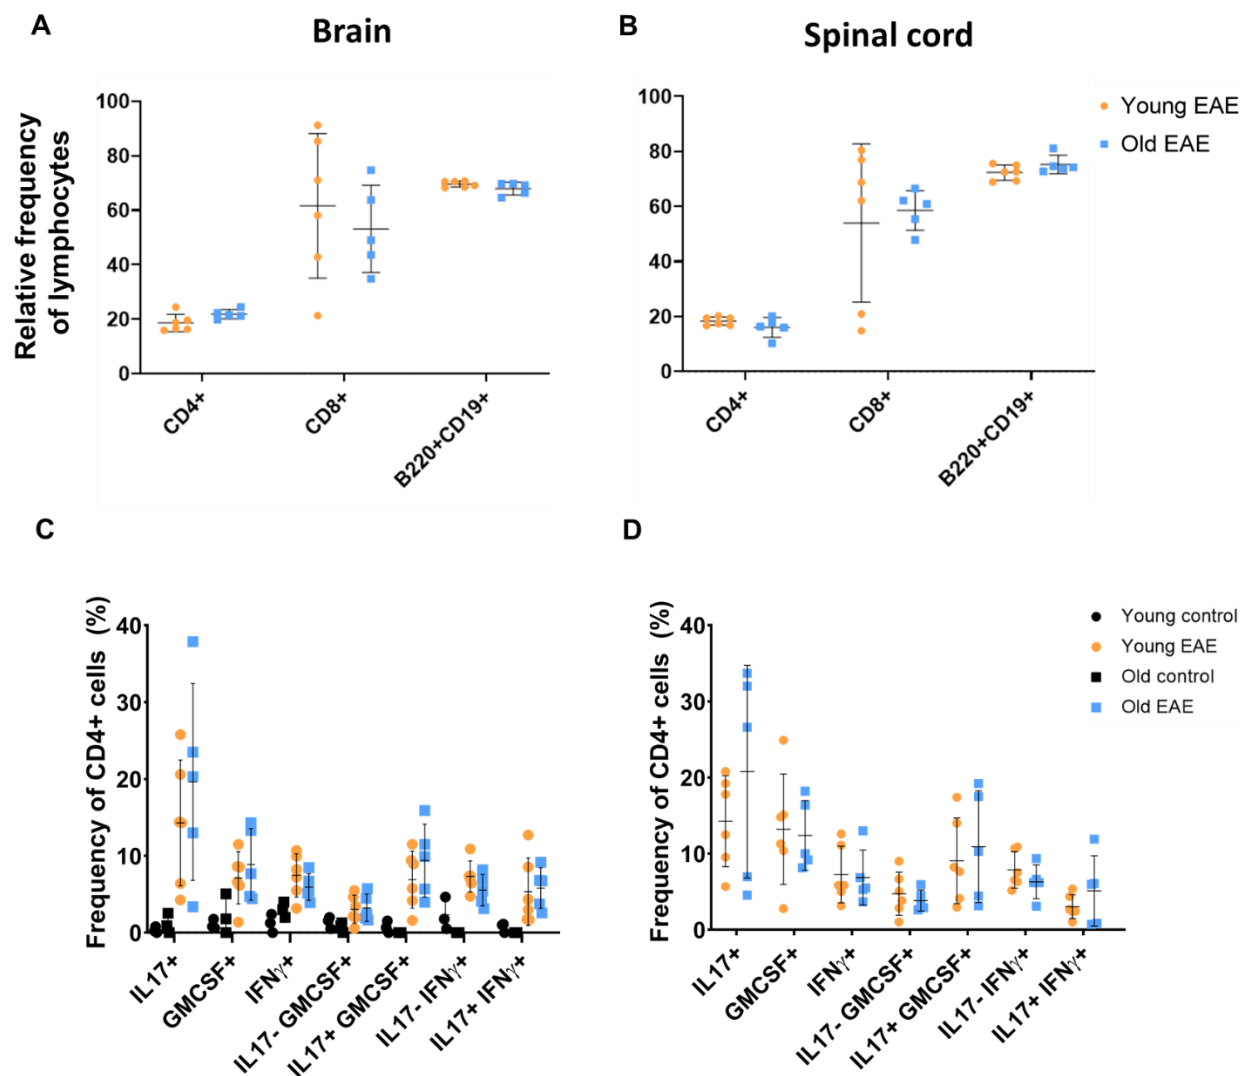 A
Brain
B
Spinal cord
Relative frequency
of lymphocytes
100
80
60
40
20
0
CD4+
CD8+
B220+CD19+
100
80
60
40
20
0
CD4+
CD8+
B220+CD19+
Young EAE
Old EAE
C
Frequency of CD4+ cells (%)
40
30
20
10
0
IL17+
GMCSF+
IFNγ+
IL17- GMCSF+
IL17+ GMCSF+
IL17- IFNγ+
IL17+ IFNγ+
D
Frequency of CD4+ cells (%)
40
30
20
10
0
IL17+
GMCSF+
IFNγ+
IL17- GMCSF+
IL17+ GMCSF+
IL17- IFNγ+
IL17+ IFNγ+
Young control
Young EAE
Old control
Old EAE